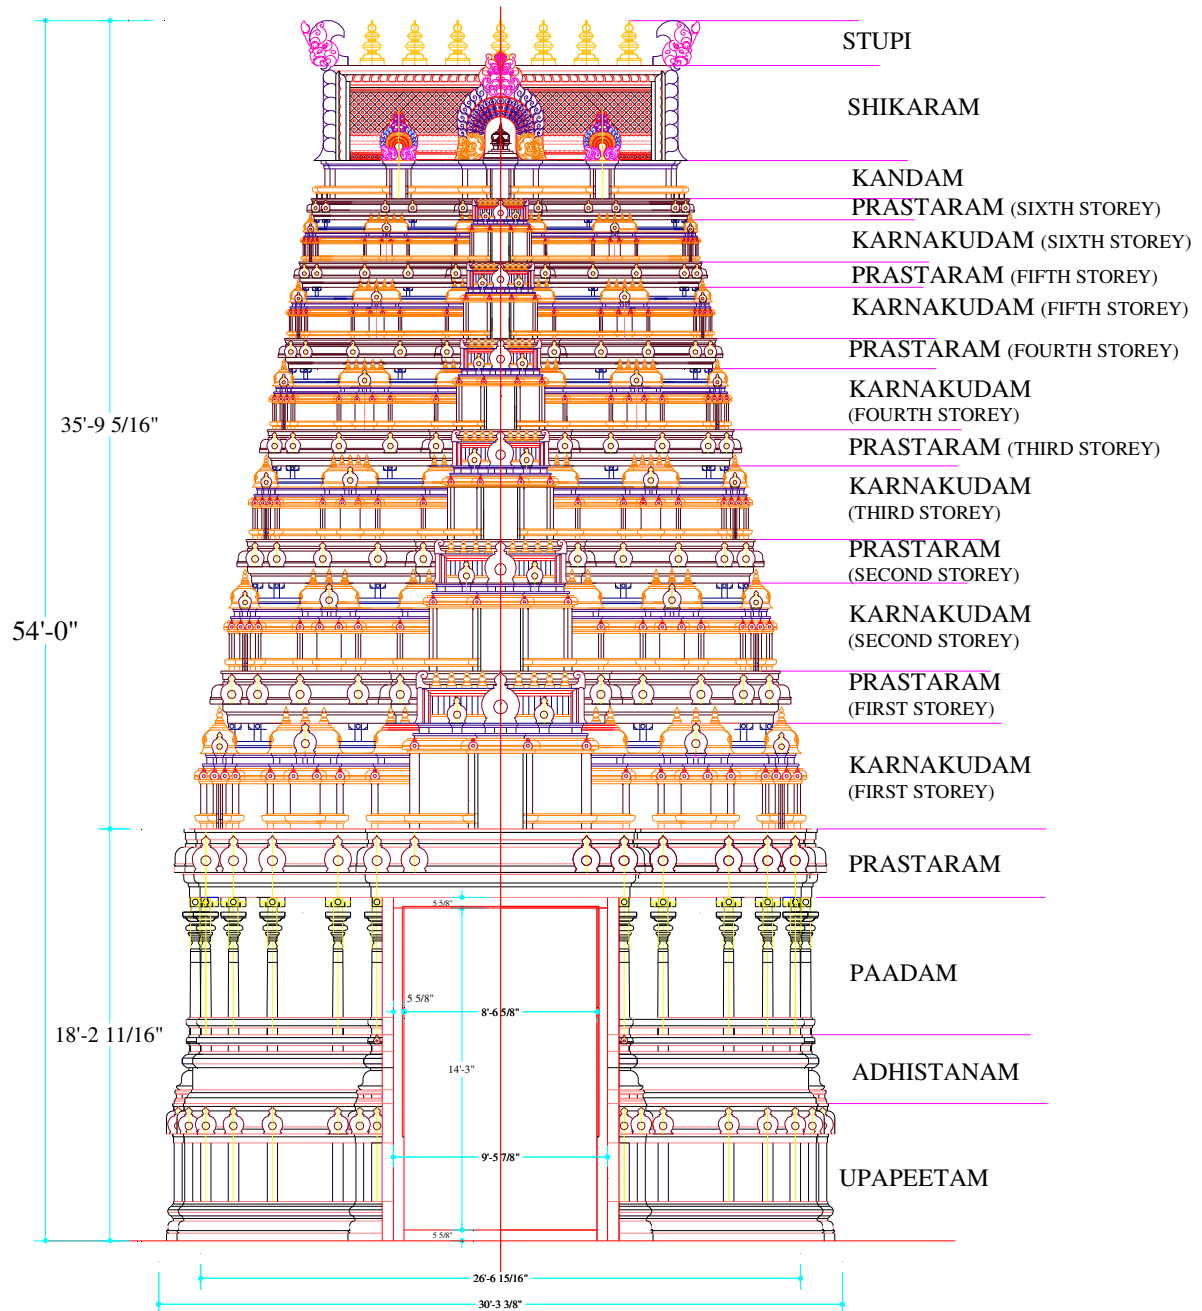 STUPI
SHIKARAM
KANDAM
PRASTARAM (SIXTH STOREY)
KARNAKUDAM (SIXTH STOREY)
PRASTARAM (FIFTH STOREY)
KARNAKUDAM (FIFTH STOREY)
PRASTARAM (FOURTH STOREY)
KARNAKUDAM
(FOURTH STOREY)
35'-9 5/16"
PRASTARAM (THIRD STOREY)
KARNAKUDAM
(THIRD STOREY)
PRASTARAM
(SECOND STOREY)
KARNAKUDAM
(SECOND STOREY)
54'-0"
PRASTARAM
(FIRST STOREY)
KARNAKUDAM
(FIRST STOREY)
PRASTARAM
5 5/8"
PAADAM
5 5/8"
8'-6 5/8"
18'-2 11/16"
14'-3"
ADHISTANAM
9'-5 7/8"
UPAPEETAM
5 5/8"
26'-6 15/16"
30'-3 3/8"